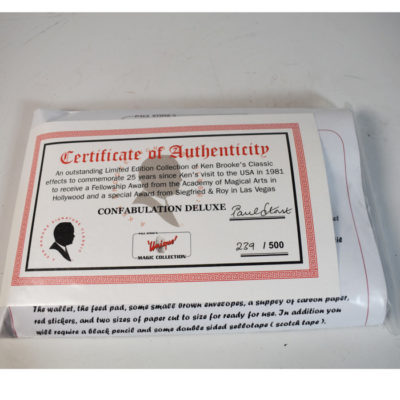 Certificate of Authenticity
An outstanding Limited Edition Collection of Ken Brooke's Classic
effects to commemorate 25 years since Ken's visit to the USA in 1981
to receive a Fellowship Award from the Academy of Magical Arts in
Hollywood and a special Award from Siegfried & Roy in Las Vegas
CONFABULATION DELUXE Paul Stone
MAGIC COLLECTION
239 / 500
The wallet, the feed pad, some small brown envelopes, a supply of carbon paper,
red stickers, and two sizes of paper cut to size for ready for use. In addition you
will require a black pencil and some double sided sellotape ( scotch tape ).